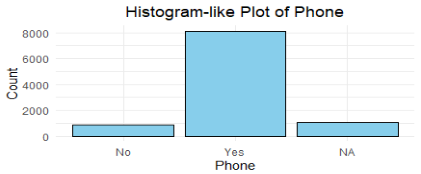 Histogram-like Plot of Phone
8000
6000
4000
2000
0
Count
No Yes NA
Phone